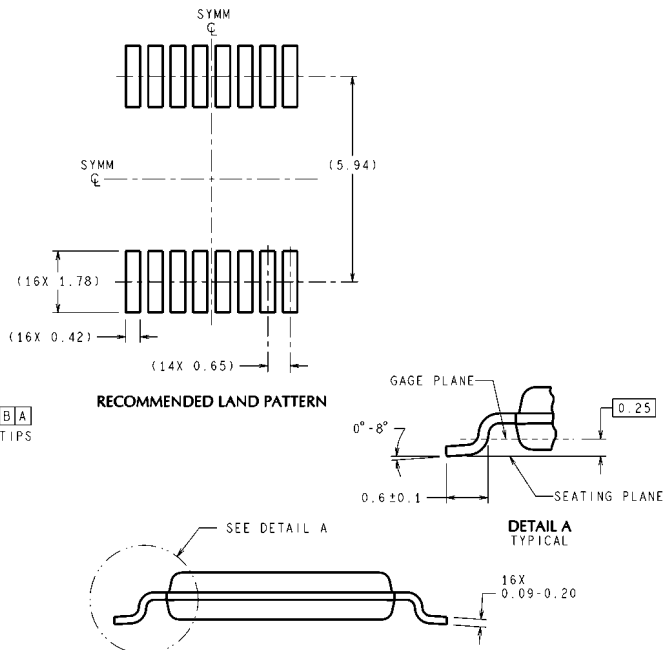 SYMM
℄
SYMM
℄
(5.94)
(16X 1.78)
(16X 0.42)
(14X 0.65)
RECOMMENDED LAND PATTERN
B A
TIPS
GAGE PLANE
0.25
0°-8°
0.6±0.1
SEATING PLANE
DETAIL A
TYPICAL
SEE DETAIL A
16X
0.09-0.20